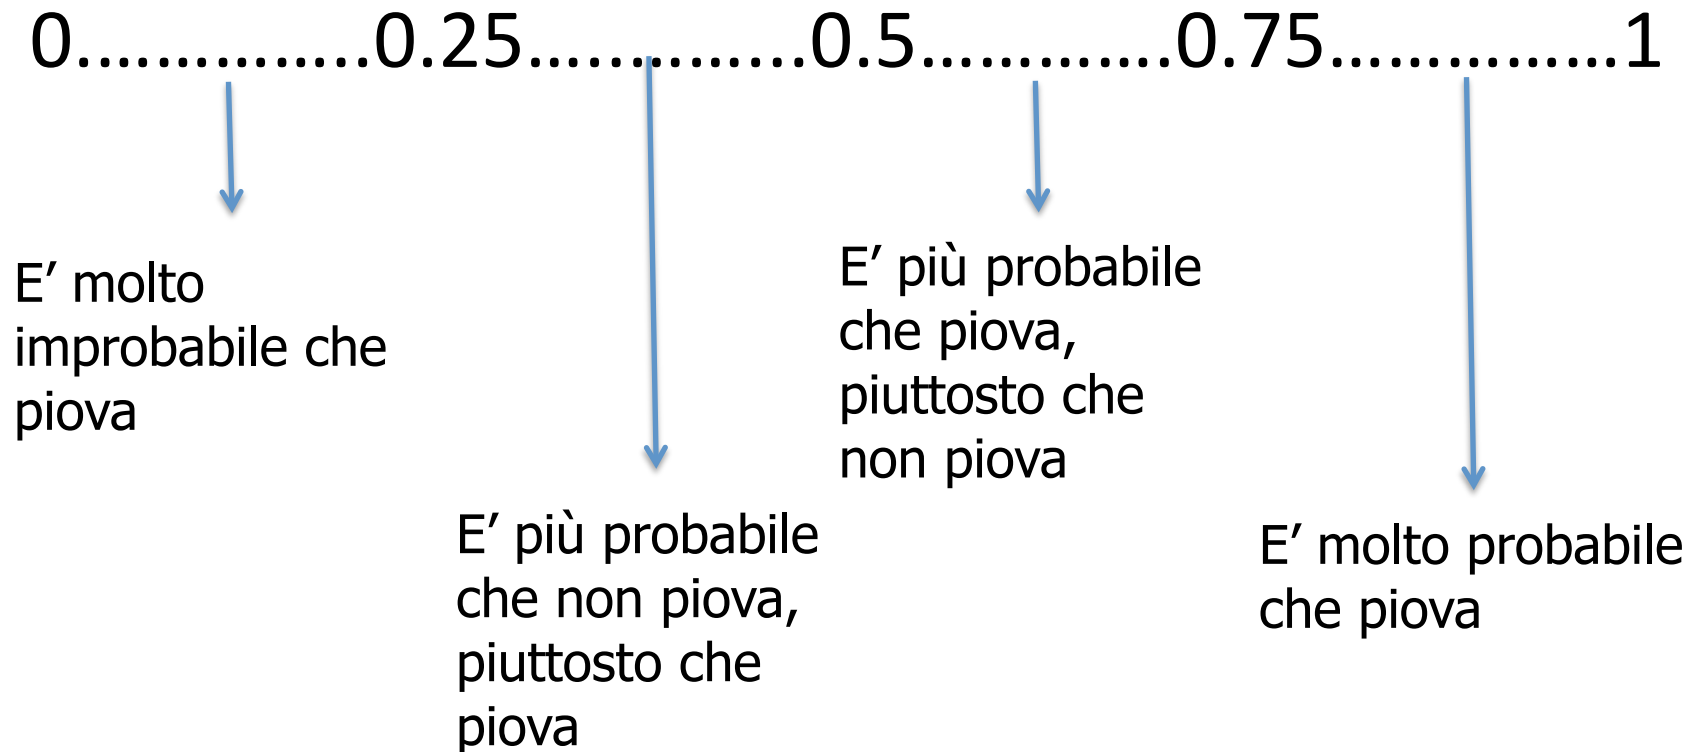 0...............0.25..............0.5.............0.75...............1
E’ molto
improbabile che
piova
E’ più probabile
che non piova,
piuttosto che
piova
E’ più probabile
che piova,
piuttosto che
non piova
E’ molto probabile
che piova